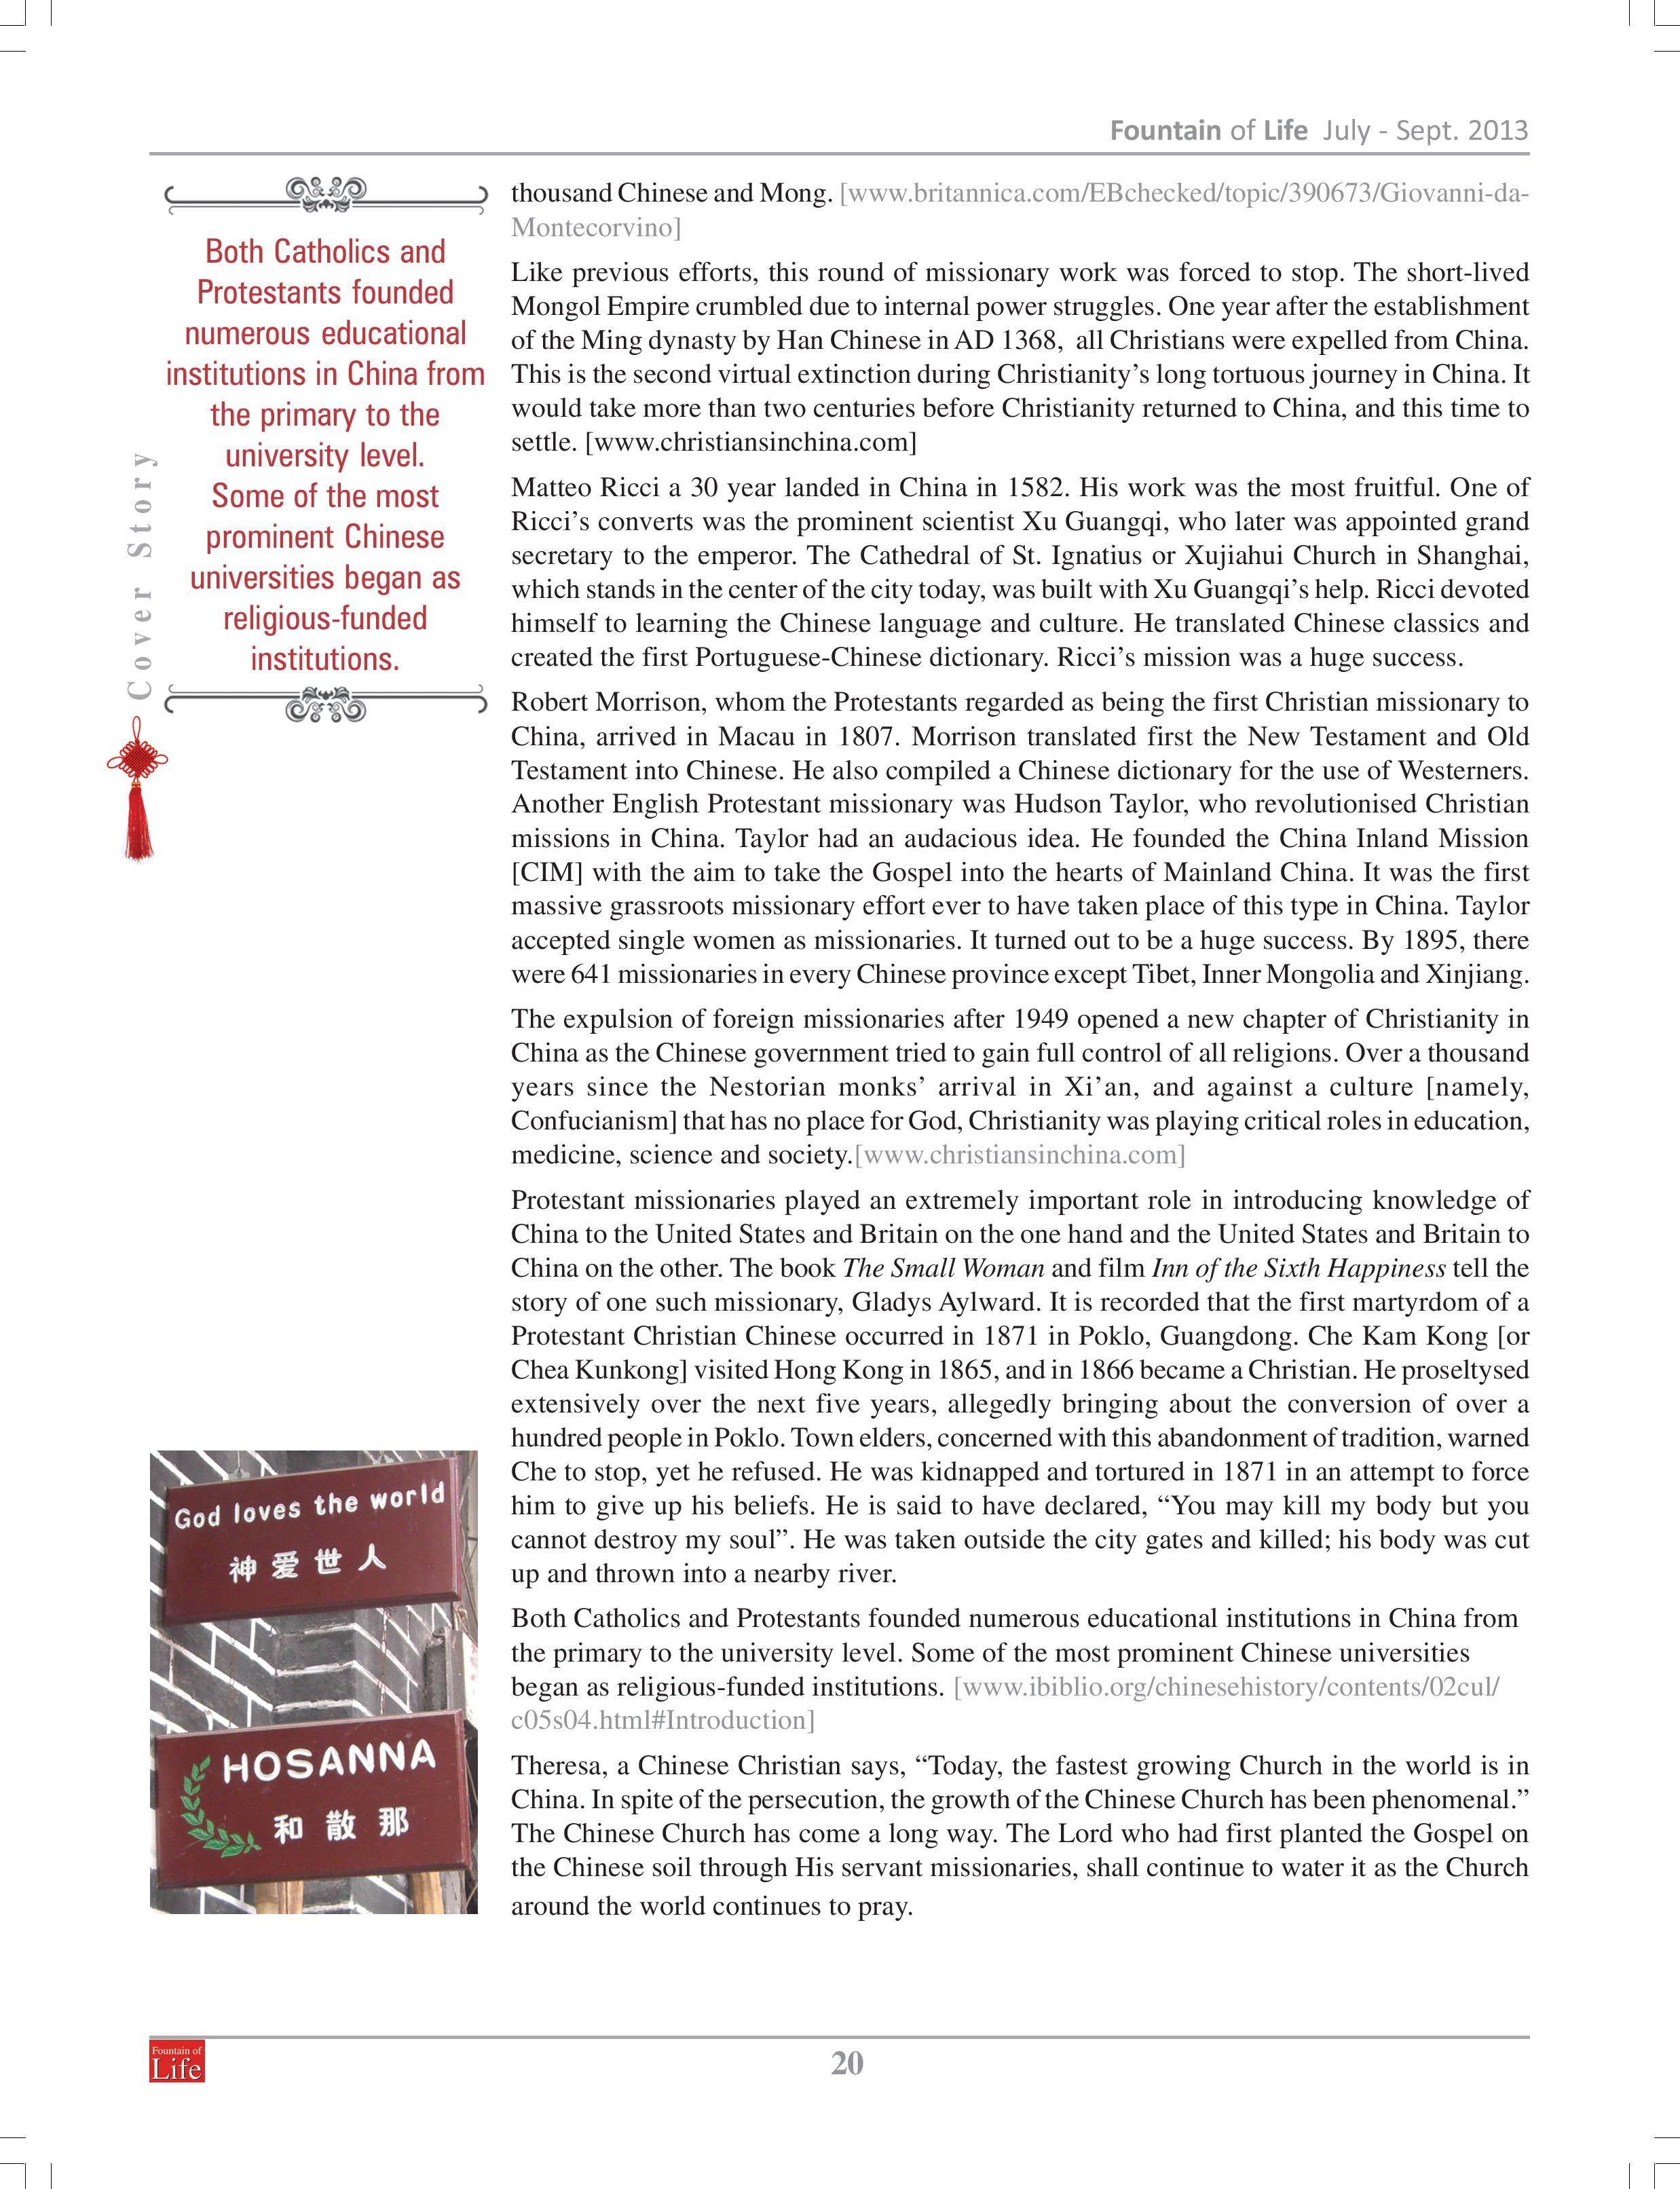 Fountain of Life July - Sept. 2013
Both Catholics and
Protestants founded
numerous educational
institutions in China from
the primary to the
university level.
Some of the most
prominent Chinese
universities began as
religious-funded
institutions.
Cover Story
thousand Chinese and Mong. [www.britannica.com/EBchecked/topic/390673/Giovanni-da-
Montecorvino]
Like previous efforts, this round of missionary work was forced to stop. The short-lived
Mongol Empire crumbled due to internal power struggles. One year after the establishment
of the Ming dynasty by Han Chinese in AD 1368, all Christians were expelled from China.
This is the second virtual extinction during Christianity’s long tortuous journey in China. It
would take more than two centuries before Christianity returned to China, and this time to
settle. [www.christiansinchina.com]
Matteo Ricci a 30 year landed in China in 1582. His work was the most fruitful. One of
Ricci’s converts was the prominent scientist Xu Guangqi, who later was appointed grand
secretary to the emperor. The Cathedral of St. Ignatius or Xujiahui Church in Shanghai,
which stands in the center of the city today, was built with Xu Guangqi’s help. Ricci devoted
himself to learning the Chinese language and culture. He translated Chinese classics and
created the first Portuguese-Chinese dictionary. Ricci’s mission was a huge success.
Robert Morrison, whom the Protestants regarded as being the first Christian missionary to
China, arrived in Macau in 1807. Morrison translated first the New Testament and Old
Testament into Chinese. He also compiled a Chinese dictionary for the use of Westerners.
Another English Protestant missionary was Hudson Taylor, who revolutionised Christian
missions in China. Taylor had an audacious idea. He founded the China Inland Mission
[CIM] with the aim to take the Gospel into the hearts of Mainland China. It was the first
massive grassroots missionary effort ever to have taken place of this type in China. Taylor
accepted single women as missionaries. It turned out to be a huge success. By 1895, there
were 641 missionaries in every Chinese province except Tibet, Inner Mongolia and Xinjiang.
The expulsion of foreign missionaries after 1949 opened a new chapter of Christianity in
China as the Chinese government tried to gain full control of all religions. Over a thousand
years since the Nestorian monks’ arrival in Xi’an, and against a culture [namely,
Confucianism] that has no place for God, Christianity was playing critical roles in education,
medicine, science and society.[www.christiansinchina.com]
Protestant missionaries played an extremely important role in introducing knowledge of
China to the United States and Britain on the one hand and the United States and Britain to
China on the other. The book The Small Woman and film Inn of the Sixth Happiness tell the
story of one such missionary, Gladys Aylward. It is recorded that the first martyrdom of a
Protestant Christian Chinese occurred in 1871 in Poklo, Guangdong. Che Kam Kong [or
Chea Kunkong] visited Hong Kong in 1865, and in 1866 became a Christian. He proseltysed
extensively over the next five years, allegedly bringing about the conversion of over a
hundred people in Poklo. Town elders, concerned with this abandonment of tradition, warned
Che to stop, yet he refused. He was kidnapped and tortured in 1871 in an attempt to force
him to give up his beliefs. He is said to have declared, “You may kill my body but you
cannot destroy my soul”. He was taken outside the city gates and killed; his body was cut
up and thrown into a nearby river.
Both Catholics and Protestants founded numerous educational institutions in China from
the primary to the university level. Some of the most prominent Chinese universities
began as religious-funded institutions. [www.ibiblio.org/chinesehistory/contents/02cul/
c05s04.html#Introduction]
Theresa, a Chinese Christian says, “Today, the fastest growing Church in the world is in
China. In spite of the persecution, the growth of the Chinese Church has been phenomenal.”
The Chinese Church has come a long way. The Lord who had first planted the Gospel on
the Chinese soil through His servant missionaries, shall continue to water it as the Church
around the world continues to pray.
God loves the world
神爱世人
HOSANNA
和散那
Fountain of
Life
20